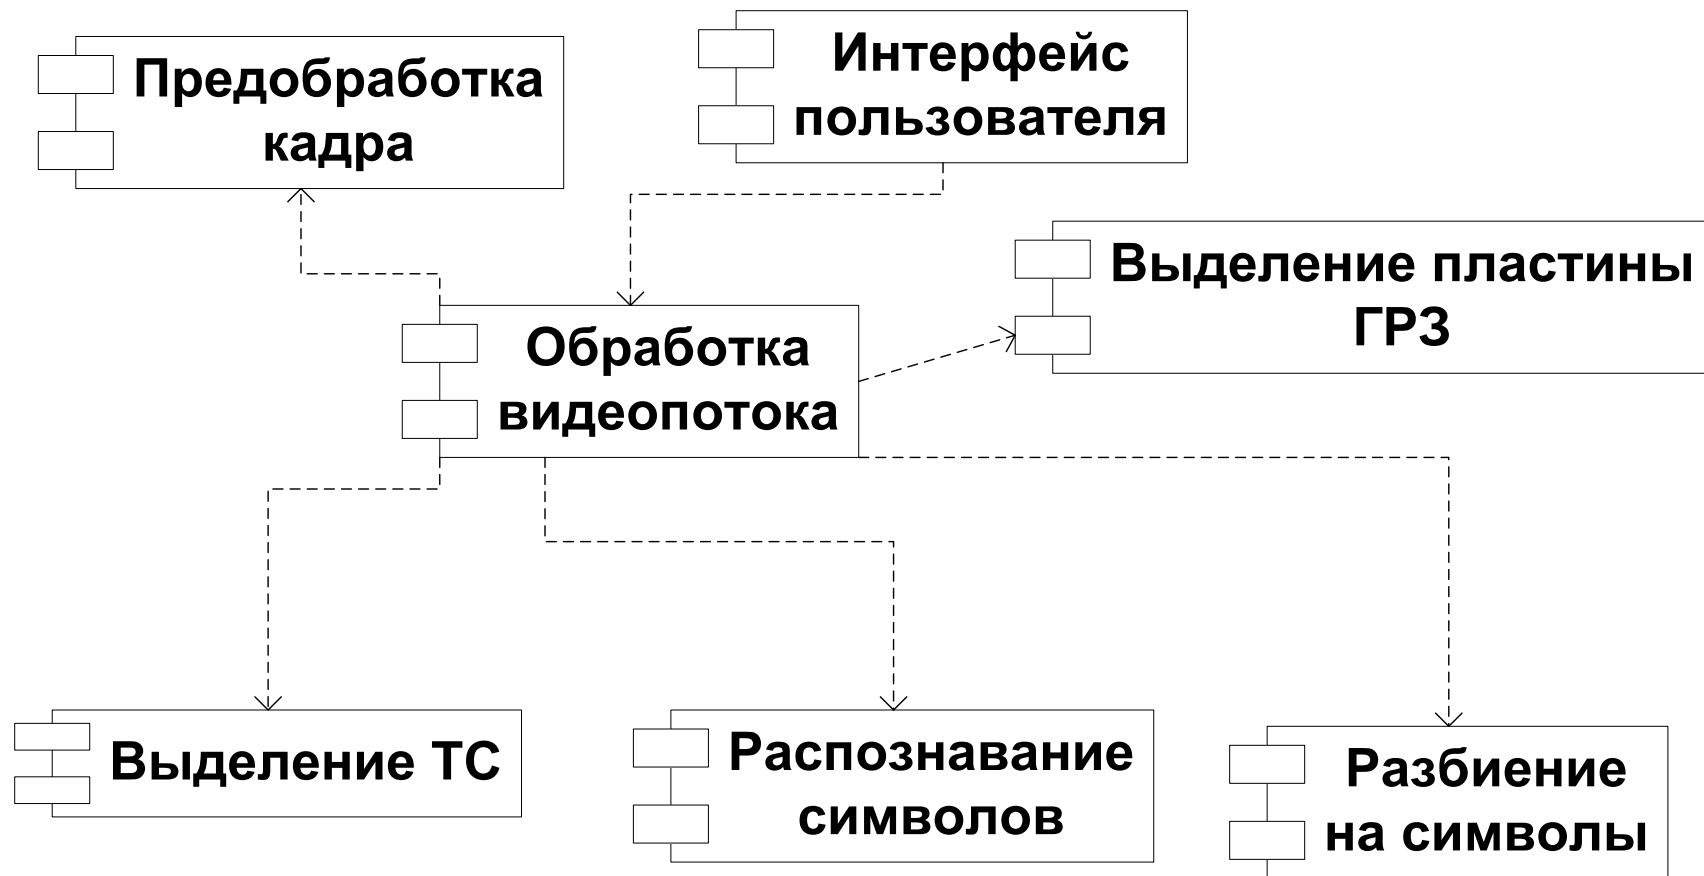 Предобработка
кадра
Интерфейс
пользователя
Выделение пластины
ГРЗ
Обработка
видеопотока
Выделение ТС
Распознавание
символов
Разбиение
на символы